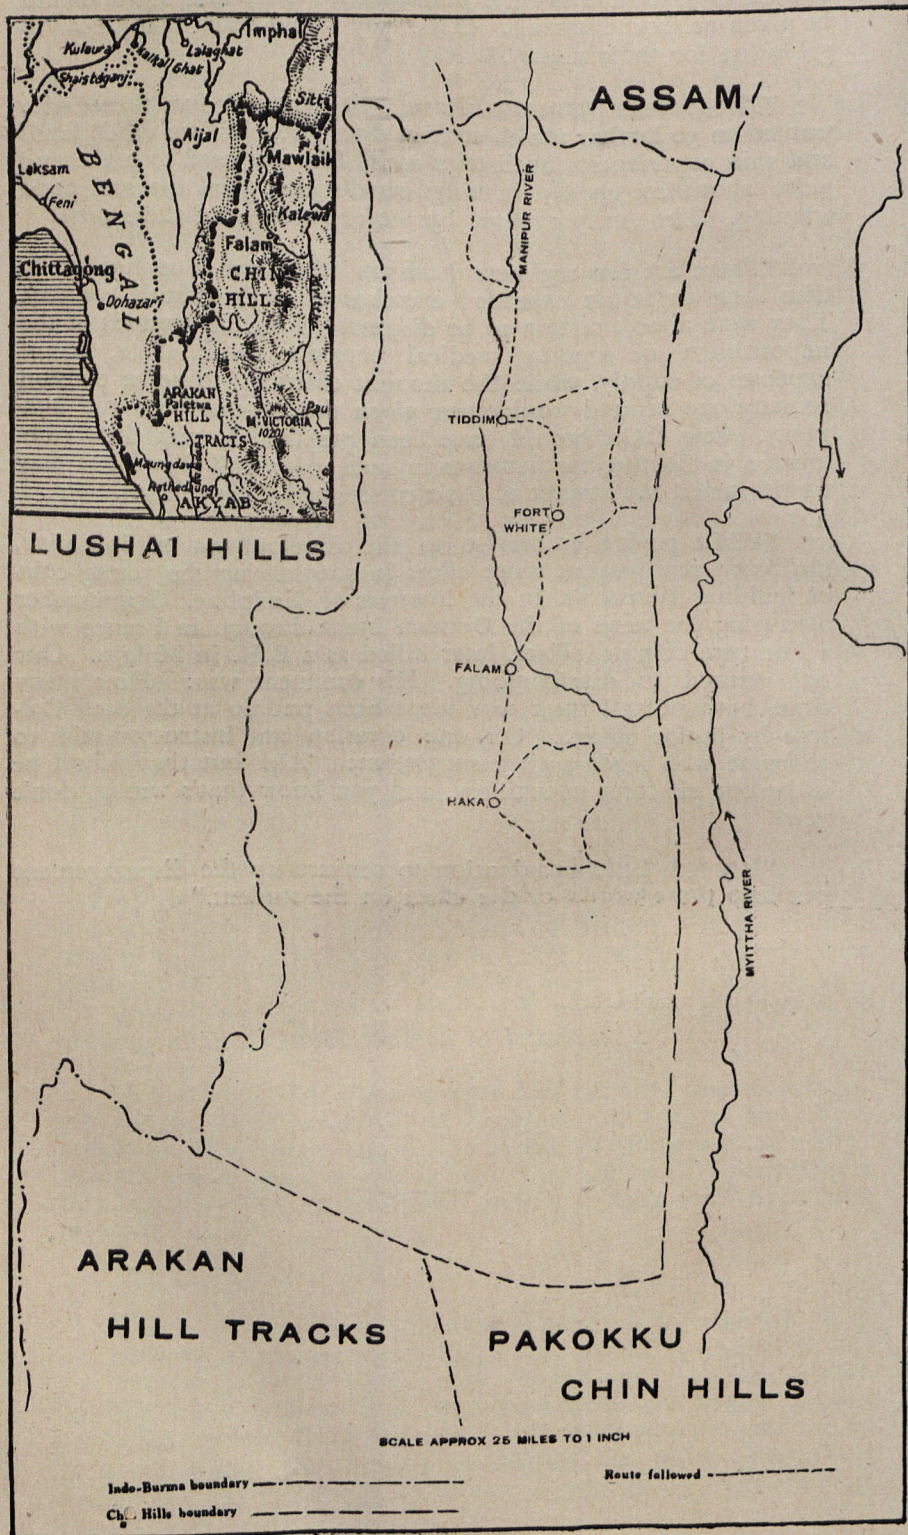 Imphal
Kulaura
Lalaghat
Ghat
Shaistaganj
Aijal
Mawlaik
Laksam
Feni
BENGAL
Kalewa
Falam
Chittagong
CHIN
HILLS
Dohazari
ARAKAN
Paletwa
HILL
TRACTS
Mt VICTORIA
Pau
Maungdaw
Rathedaung
AKYAB
LUSHAI HILLS
ASSAM
MANIPUR RIVER
TIDDIM
FORT
WHITE
FALAM
HAKA
MYITTHA RIVER
ARAKAN
HILL TRACKS
PAKOKKU
CHIN HILLS
SCALE APPROX 25 MILES TO 1 INCH
Indo-Burma boundary
Route followed
Hills boundary